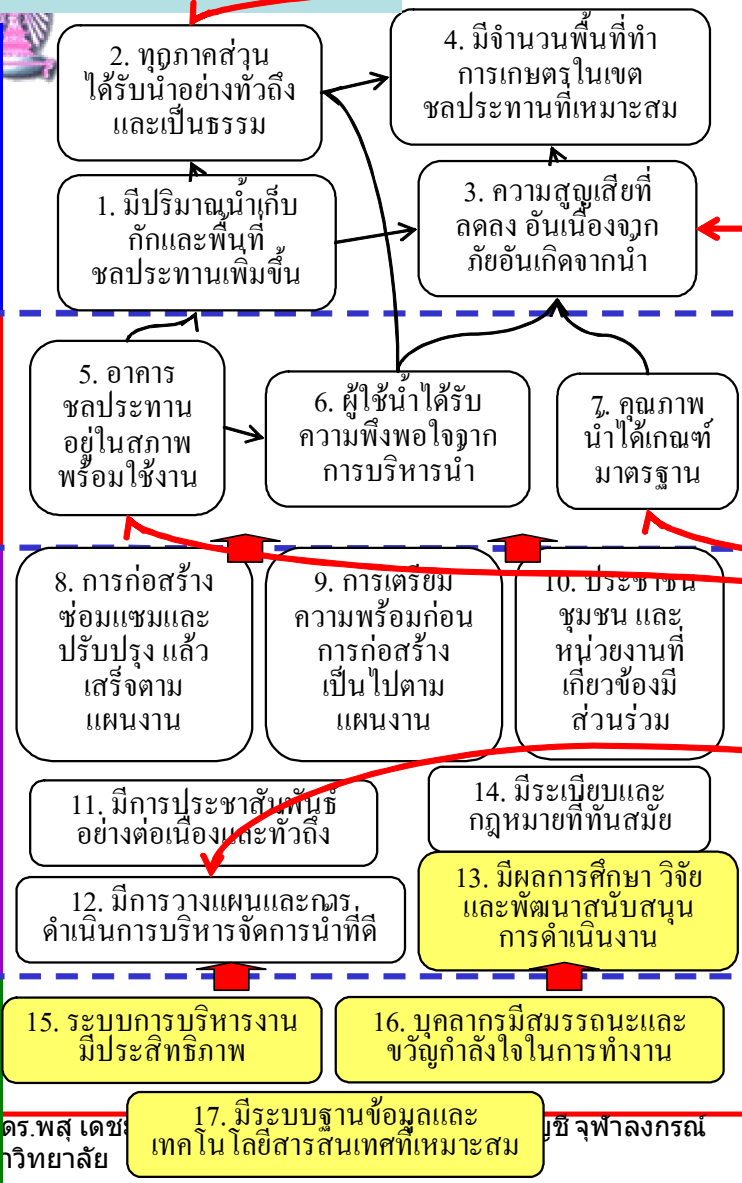 2. ทุกภาคส่วน
ได้รับน้ำอย่างทั่วถึง
และเป็นธรรม
4. มีจำนวนพื้นที่ทำ
การเกษตรในเขต
ชลประทานที่เหมาะสม
1. มีปริมาณน้ำเก็บ
กักและพื้นที่
ชลประทานเพิ่มขึ้น
3. ความสูญเสียที่
ลดลง อันเนื่องจาก
ภัยอันเกิดจากน้ำ
5. อาคาร
ชลประทาน
อยู่ในสภาพ
พร้อมใช้งาน
6. ผู้ใช้น้ำได้รับ
ความพึงพอใจจาก
การบริหารน้ำ
7. คุณภาพ
น้ำได้เกณฑ์
มาตรฐาน
8. การก่อสร้าง
ซ่อมแซมและ
ปรับปรุง แล้ว
เสร็จตาม
แผนงาน
9. การเตรียม
ความพร้อมก่อน
การก่อสร้าง
เป็นไปตาม
แผนงาน
10. ประชาชน
ชุมชน และ
หน่วยงานที่
เกี่ยวข้องมี
ส่วนร่วม
11. มีการประชาสัมพันธ์
อย่างต่อเนื่องและทั่วถึง
14. มีระเบียบและ
กฎหมายที่ทันสมัย
12. มีการวางแผนและการ
ดำเนินการบริหารจัดการน้ำที่ดี
13. มีผลการศึกษา วิจัย
และพัฒนาสนับสนุน
การดำเนินงาน
15. ระบบการบริหารงาน
มีประสิทธิภาพ
16. บุคลากรมีสมรรถนะและ
ขวัญกำลังใจในการทำงาน
17. มีระบบฐานข้อมูลและ
เทคโนโลยีสารสนเทศที่เหมาะสม
ดร.พสุ จุฬาลงกรณ์